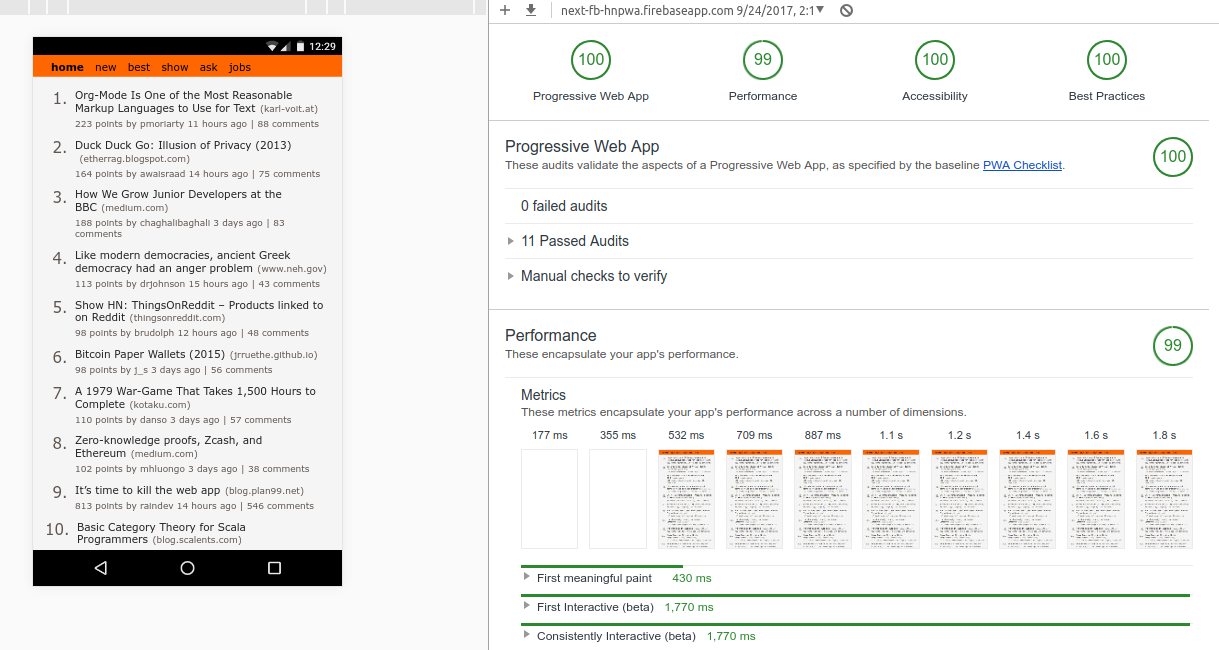 12:29
home new best show ask jobs
1. Org-Mode Is One of the Most Reasonable
Markup Languages to Use for Text (karl-voit.at)
223 points by pmoriarty 11 hours ago | 88 comments
2. Duck Duck Go: Illusion of Privacy (2013)
(etherrag.blogspot.com)
164 points by awaisraad 14 hours ago | 75 comments
3. How We Grow Junior Developers at the
BBC (medium.com)
188 points by chaghalibaghali 3 days ago | 83
comments
4. Like modern democracies, ancient Greek
democracy had an anger problem (www.neh.gov)
113 points by drjohnson 15 hours ago | 43 comments
5. Show HN: ThingsOnReddit – Products linked to
on Reddit (thingsonreddit.com)
98 points by brudolph 12 hours ago | 48 comments
6. Bitcoin Paper Wallets (2015) (jrruethe.github.io)
98 points by j_s 3 days ago | 56 comments
7. A 1979 War-Game That Takes 1,500 Hours to
Complete (kotaku.com)
110 points by danso 3 days ago | 57 comments
8. Zero-knowledge proofs, Zcash, and
Ethereum (medium.com)
102 points by mhluongo 3 days ago | 38 comments
9. It's time to kill the web app (blog.plan99.net)
813 points by raindev 14 hours ago | 546 comments
10. Basic Category Theory for Scala
Programmers (blog.scalents.com)
next-fb-hnpwa.firebaseapp.com 9/24/2017, 2:1
100 99 100 100
Progressive Web App Performance Accessibility Best Practices
Progressive Web App
These audits validate the aspects of a Progressive Web App, as specified by the baseline PWA Checklist.
100
0 failed audits
11 Passed Audits
Manual checks to verify
Performance
These encapsulate your app's performance.
99
Metrics
These metrics encapsulate your app's performance across a number of dimensions.
177 ms 355 ms 532 ms 709 ms 887 ms 1.1 s 1.2 s 1.4 s 1.6 s 1.8 s
First meaningful paint 430 ms
First Interactive (beta) 1,770 ms
Consistently Interactive (beta) 1,770 ms